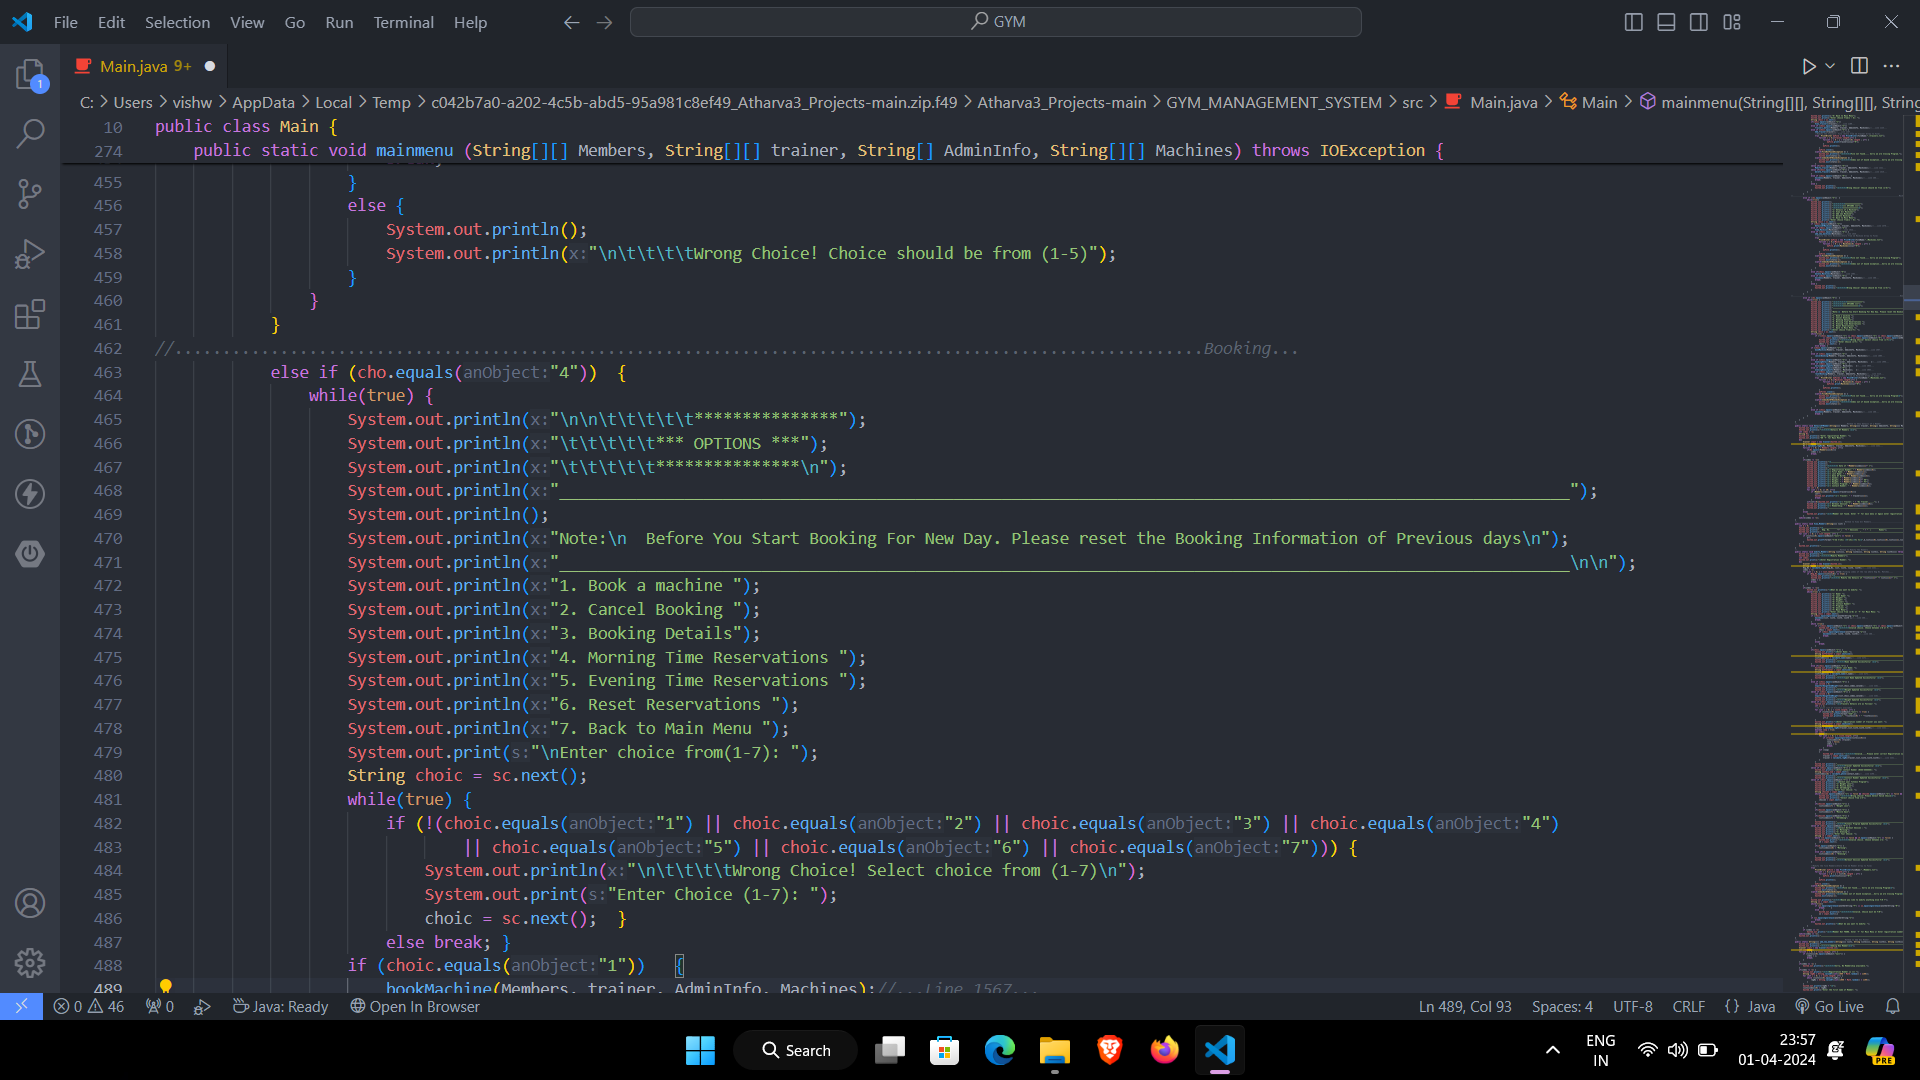 File Edit Selection View Go Run Terminal Help
GYM
1
Main.java 9+
C: > Users > vishw > AppData > Local > Temp > c042b7a0-a202-4c5b-abd5-95a981c8ef49_Atharva3_Projects-main.zip.f49 > Atharva3_Projects-main > GYM_MANAGEMENT_SYSTEM > src > Main.java > Main > mainmenu(String[][], String[][], String
10 public class Main {
274 public static void mainmenu (String[][] Members, String[][] trainer, String[] AdminInfo, String[][] Machines) throws IOException {
455 }
456 else {
457 System.out.println();
458 System.out.println(x:"\n\t\t\t\tWrong Choice! Choice should be from (1-5)");
459 }
460 }
461 }
462 //...........................................................................................................Booking...
463 else if (cho.equals(anObject:"4")) {
464 while(true) {
465 System.out.println(x:"\n\n\t\t\t\t\t***************");
466 System.out.println(x:"\t\t\t\t\t*** OPTIONS ***");
467 System.out.println(x:"\t\t\t\t\t***************\n");
468 System.out.println(x:"_________________________________________________________________________________________________________");
469 System.out.println();
470 System.out.println(x:"Note:\n  Before You Start Booking For New Day. Please reset the Booking Information of Previous days\n");
471 System.out.println(x:"_________________________________________________________________________________________________________\n\n");
472 System.out.println(x:"1. Book a machine ");
473 System.out.println(x:"2. Cancel Booking ");
474 System.out.println(x:"3. Booking Details");
475 System.out.println(x:"4. Morning Time Reservations ");
476 System.out.println(x:"5. Evening Time Reservations ");
477 System.out.println(x:"6. Reset Reservations ");
478 System.out.println(x:"7. Back to Main Menu ");
479 System.out.print(s:"\nEnter choice from(1-7): ");
480 String choic = sc.next();
481 while(true) {
482 if (!(choic.equals(anObject:"1") || choic.equals(anObject:"2") || choic.equals(anObject:"3") || choic.equals(anObject:"4")
483 || choic.equals(anObject:"5") || choic.equals(anObject:"6") || choic.equals(anObject:"7"))) {
484 System.out.println(x:"\n\t\t\t\tWrong Choice! Select choice from (1-7)\n");
485 System.out.print(s:"Enter Choice (1-7): ");
486 choic = sc.next();  }
487 else break; }
488 if (choic.equals(anObject:"1"))   {
489 bookMachine(Members, trainer, AdminInfo, Machines);//...Line 1567...
0 46 0 Java: Ready Open In Browser Ln 489, Col 93 Spaces: 4 UTF-8 CRLF {} Java Go Live
Search
ENG
IN
23:57
01-04-2024
PRE